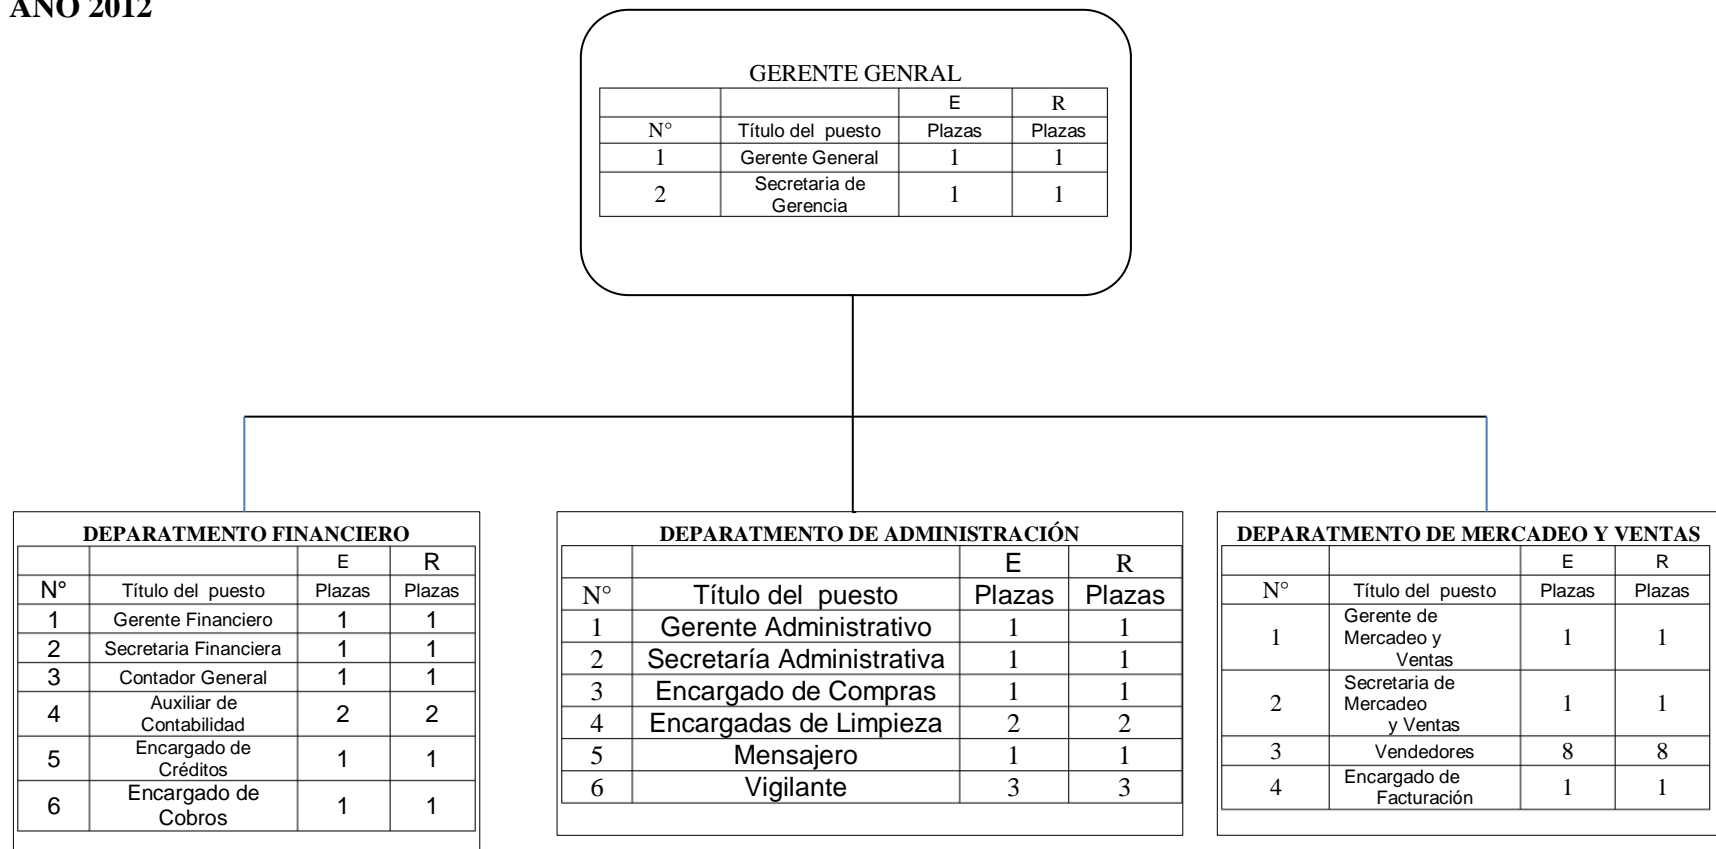 AÑO 2012
GERENTE GENRAL
E R
N° Título del puesto Plazas Plazas
1 Gerente General 1 1
2 Secretaria de Gerencia 1 1
DEPARATMENTO FINANCIERO
E R
N° Título del puesto Plazas Plazas
1 Gerente Financiero 1 1
2 Secretaria Financiera 1 1
3 Contador General 1 1
4 Auxiliar de Contabilidad 2 2
5 Encargado de Créditos 1 1
6 Encargado de Cobros 1 1
DEPARATMENTO DE ADMINISTRACIÓN
E R
N° Título del puesto Plazas Plazas
1 Gerente Administrativo 1 1
2 Secretaría Administrativa 1 1
3 Encargado de Compras 1 1
4 Encargadas de Limpieza 2 2
5 Mensajero 1 1
6 Vigilante 3 3
DEPARATMENTO DE MERCADEO Y VENTAS
E R
N° Título del puesto Plazas Plazas
1 Gerente de Mercadeo y Ventas 1 1
2 Secretaria de Mercadeo y Ventas 1 1
3 Vendedores 8 8
4 Encargado de Facturación 1 1